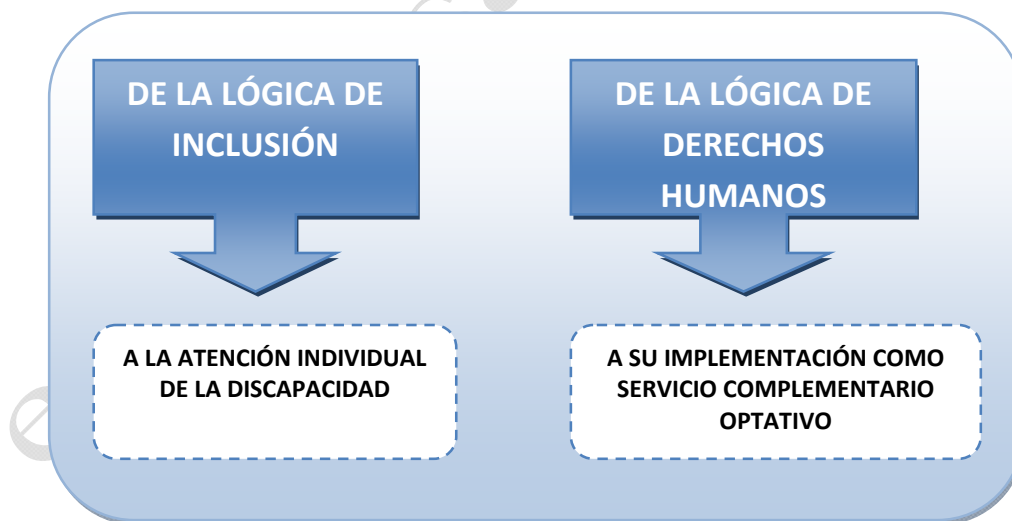 DE LA LÓGICA DE
INCLUSIÓN
A LA ATENCIÓN INDIVIDUAL
DE LA DISCAPACIDAD
DE LA LÓGICA DE
DERECHOS
HUMANOS
A SU IMPLEMENTACIÓN COMO
SERVICIO COMPLEMENTARIO
OPTATIVO